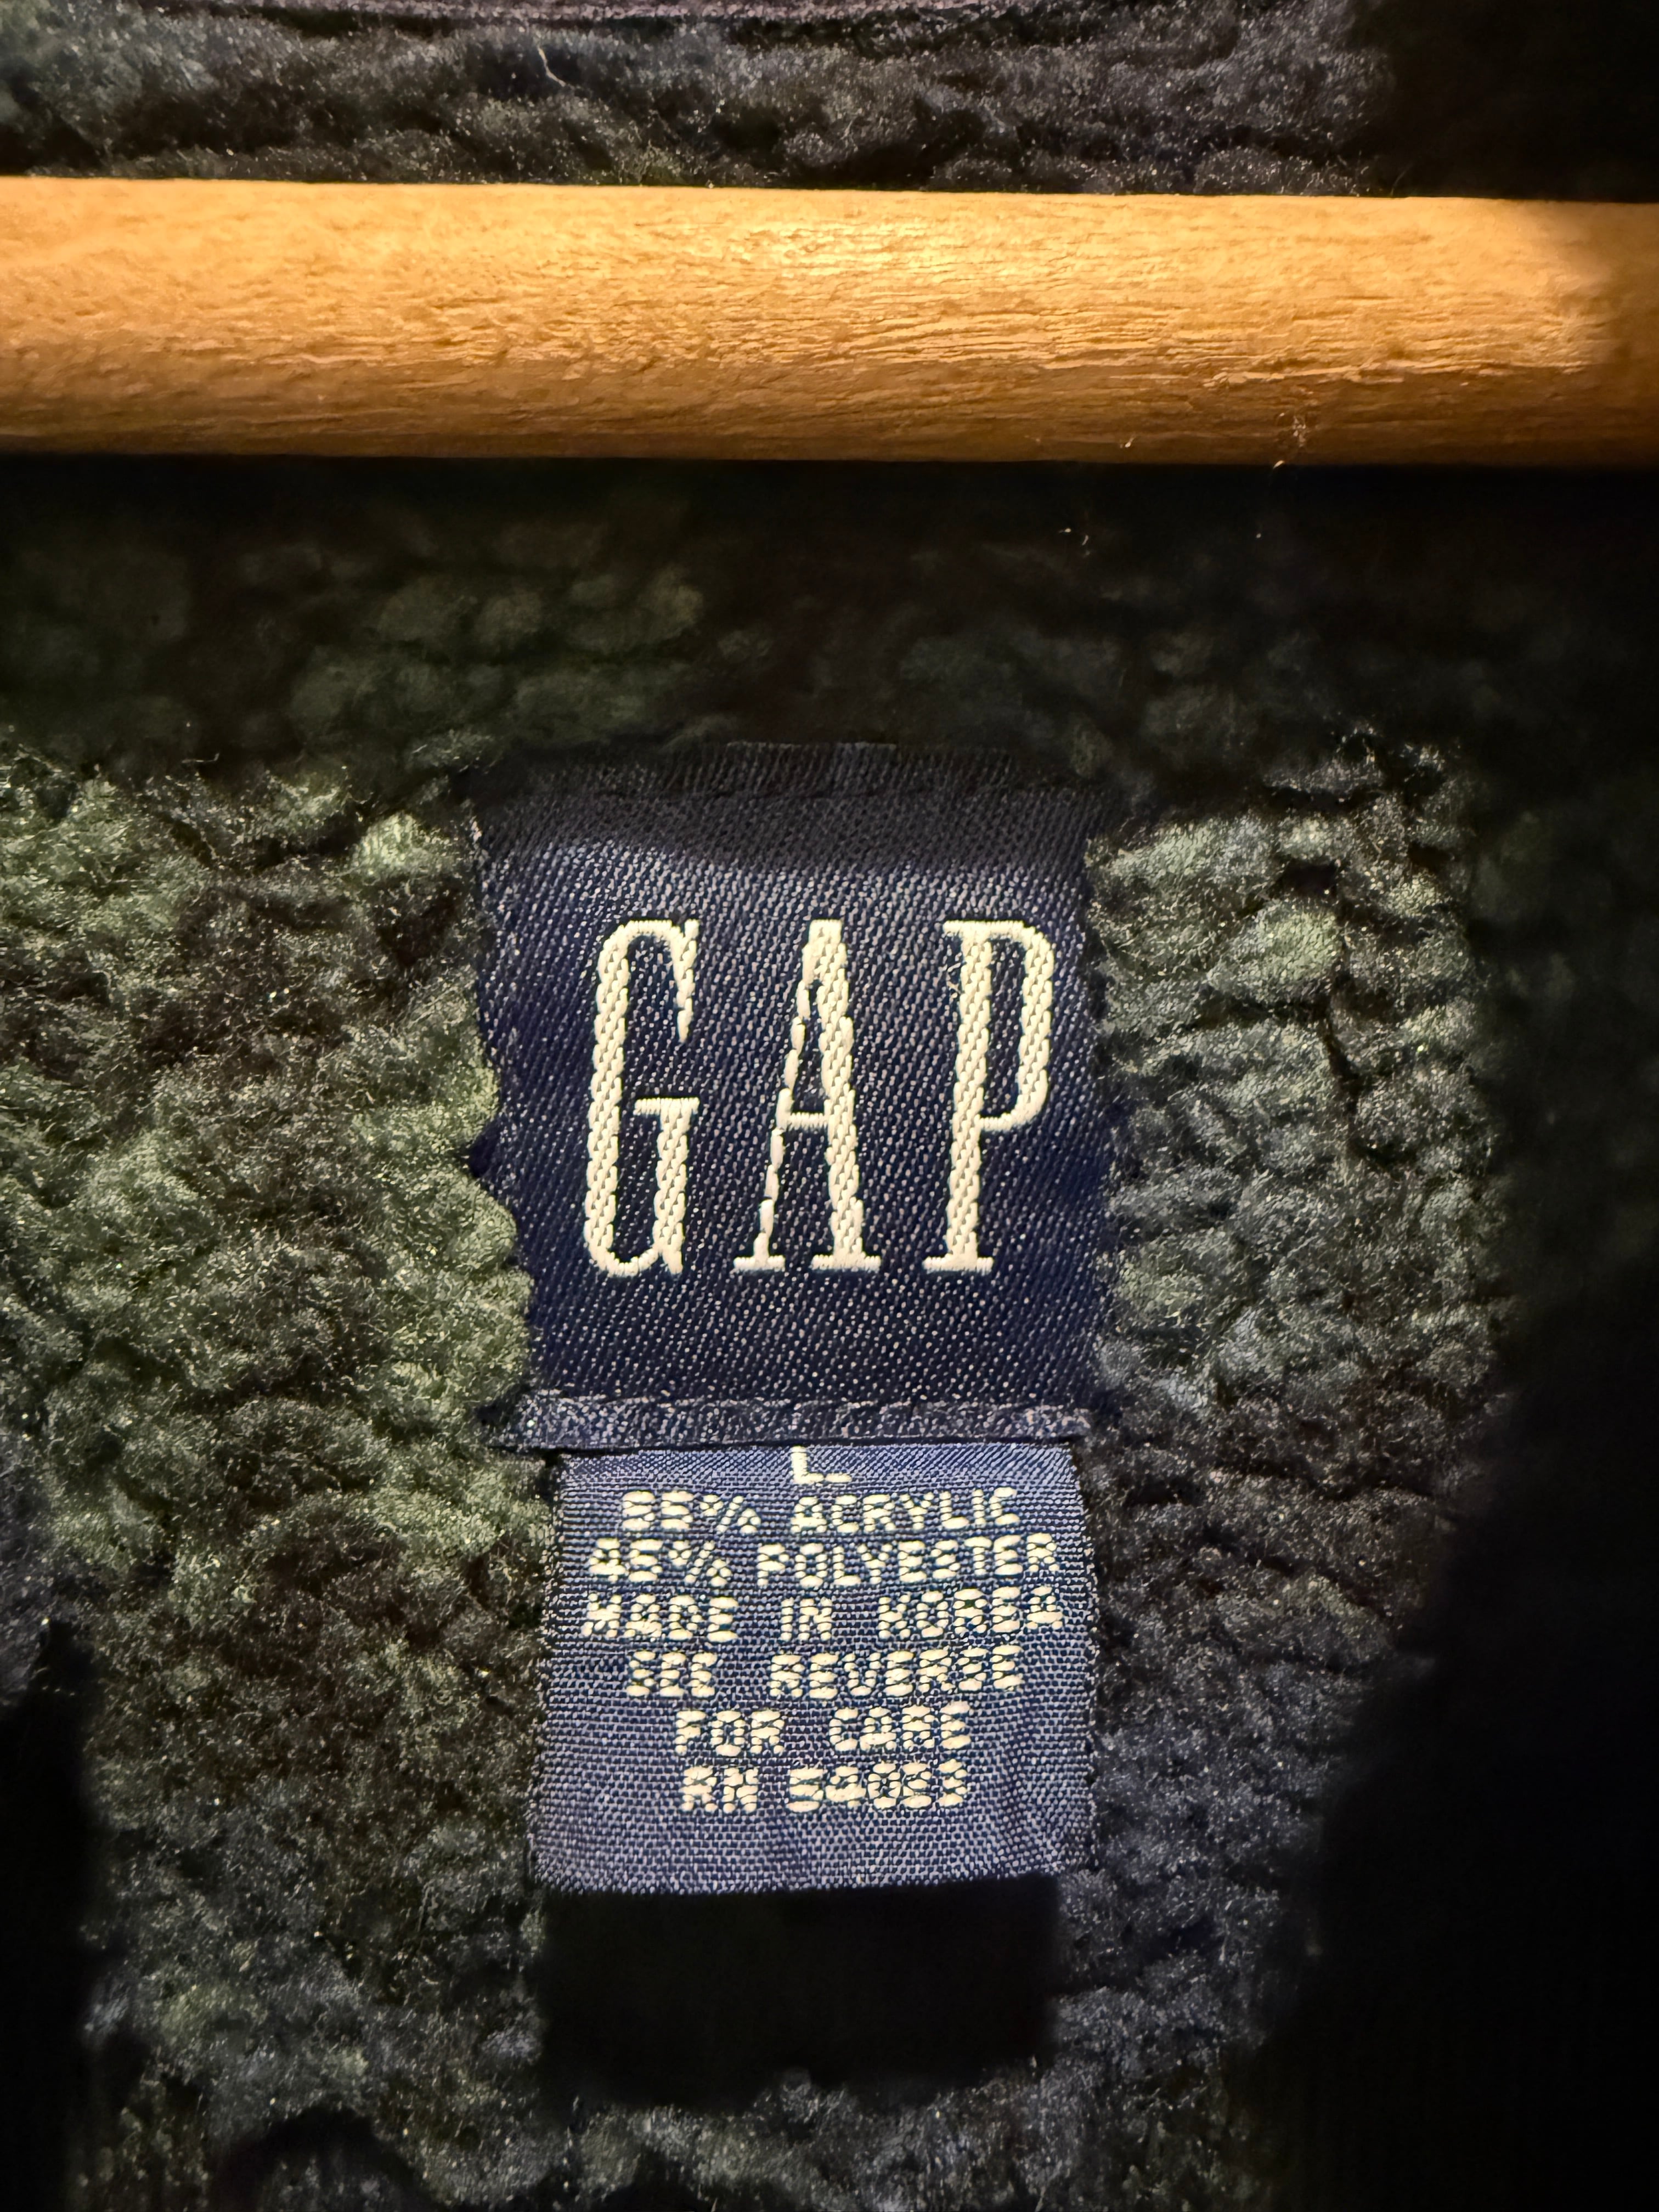 GAP
L
55% ACRYLIC
45% POLYESTER
MADE IN KOREA
SEE REVERSE
FOR CARE
RN 54023